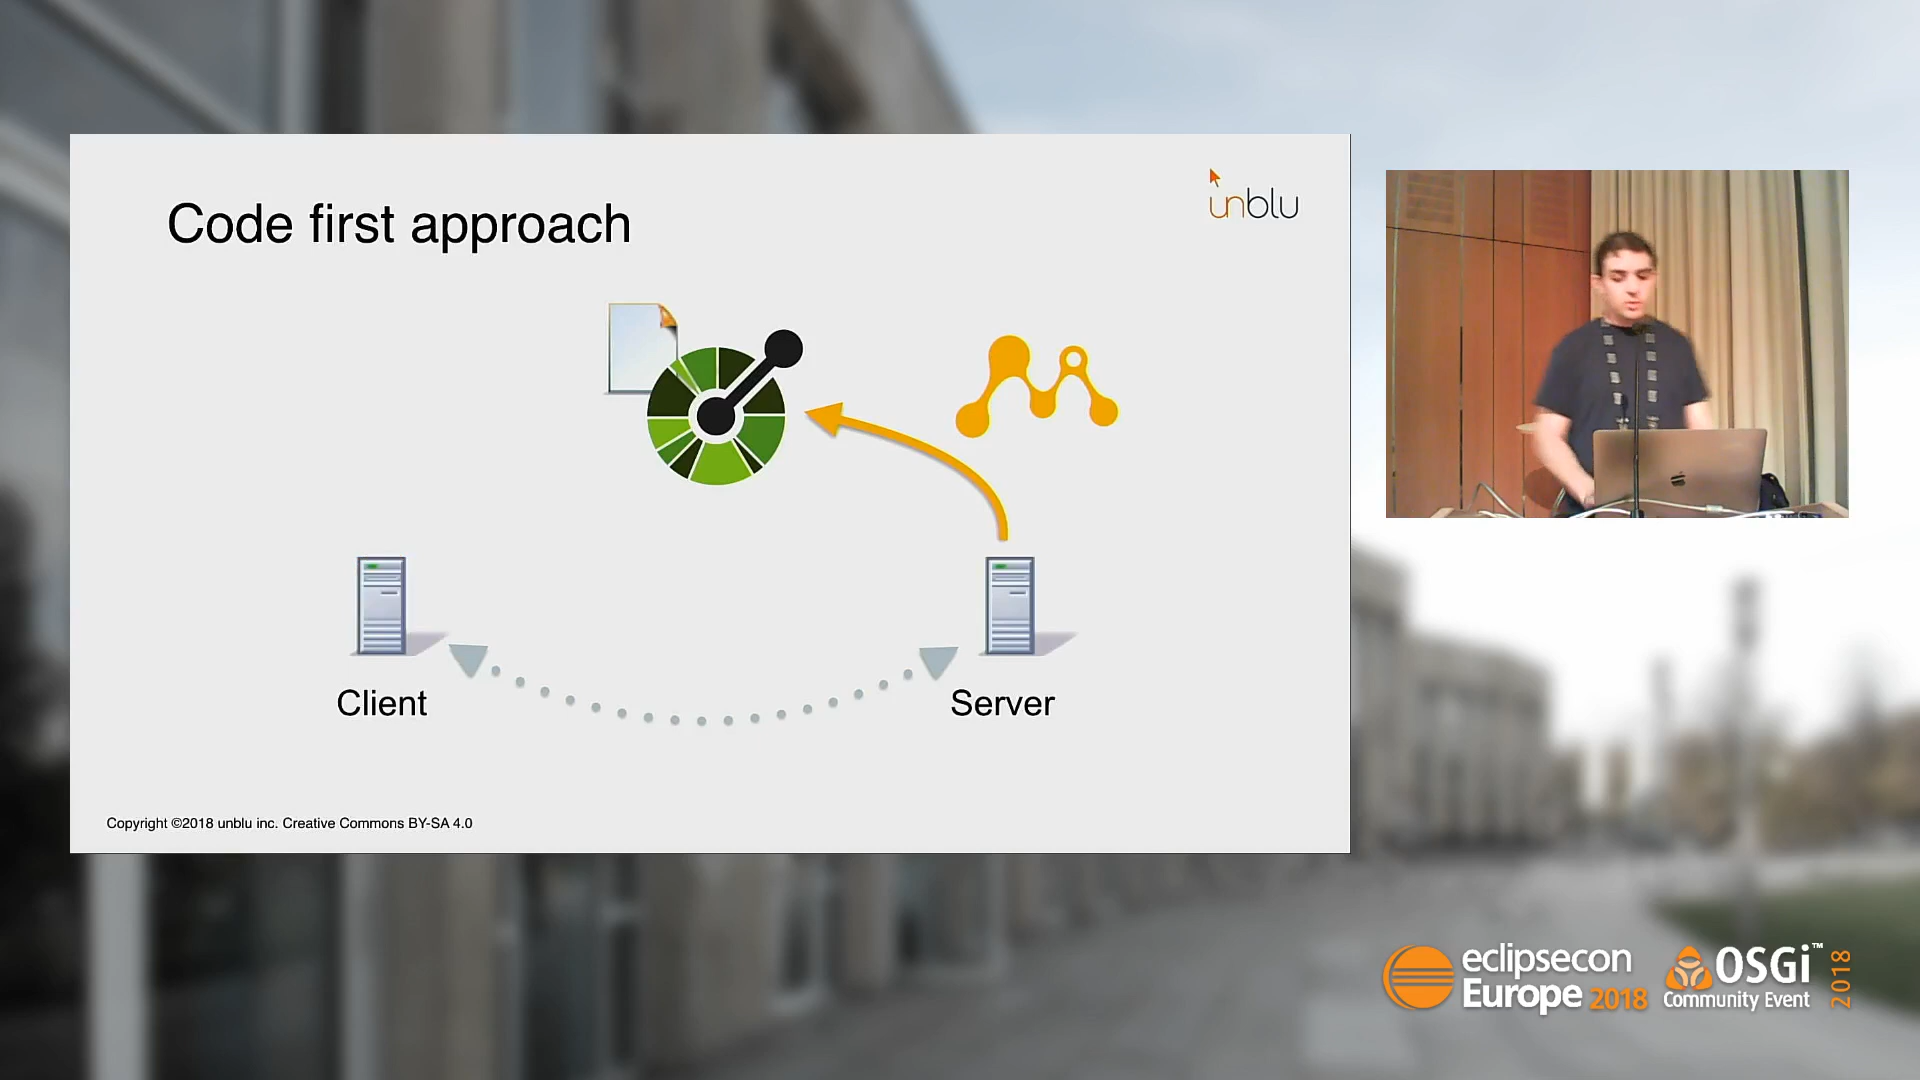 Code first approach
unblu
Client
Server
Copyright ©2018 unblu inc. Creative Commons BY-SA 4.0
eclipsecon
Europe 2018
OSGi™
Community Event
2018